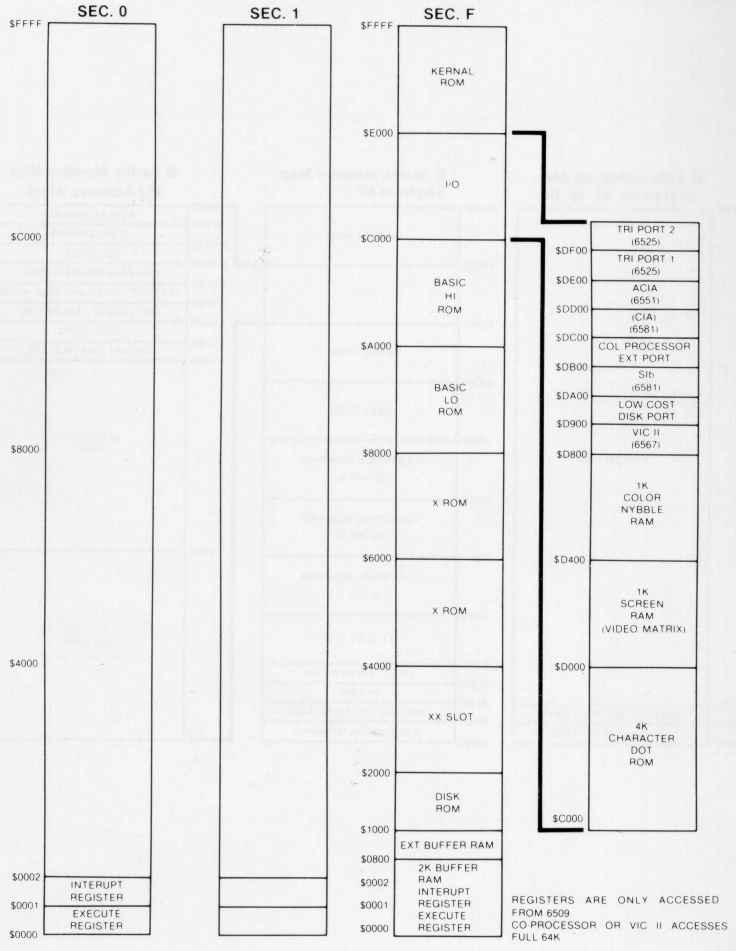 SEC. 0
SEC. 1
SEC. F
$FFFF
$C000
$8000
$4000
$0002
$0001
$0000
INTERUPT
REGISTER
EXECUTE
REGISTER
$FFFF
KERNAL
ROM
$E000
I/O
$C000
BASIC
HI
ROM
$A000
BASIC
LO
ROM
$8000
X ROM
$6000
X ROM
$4000
XX SLOT
$2000
DISK
ROM
$1000
EXT BUFFER RAM
$0800
2K BUFFER
RAM
$0002
INTERUPT
REGISTER
$0001
EXECUTE
REGISTER
$0000
TRI PORT 2
(6525)
$DF00
TRI PORT 1
(6525)
$DE00
ACIA
(6551)
$DD00
(CIA)
(6581)
$DC00
COL PROCESSOR
EXT PORT
$DB00
SID
(6581)
$DA00
LOW COST
DISK PORT
$D900
VIC II
(6567)
$D800
1K
COLOR
NYBBLE
RAM
$D400
1K
SCREEN
RAM
(VIDEO MATRIX)
$D000
4K
CHARACTER
DOT
ROM
$C000
REGISTERS ARE ONLY ACCESSED
FROM 6509
CO PROCESSOR OR VIC II ACCESSES
FULL 64K